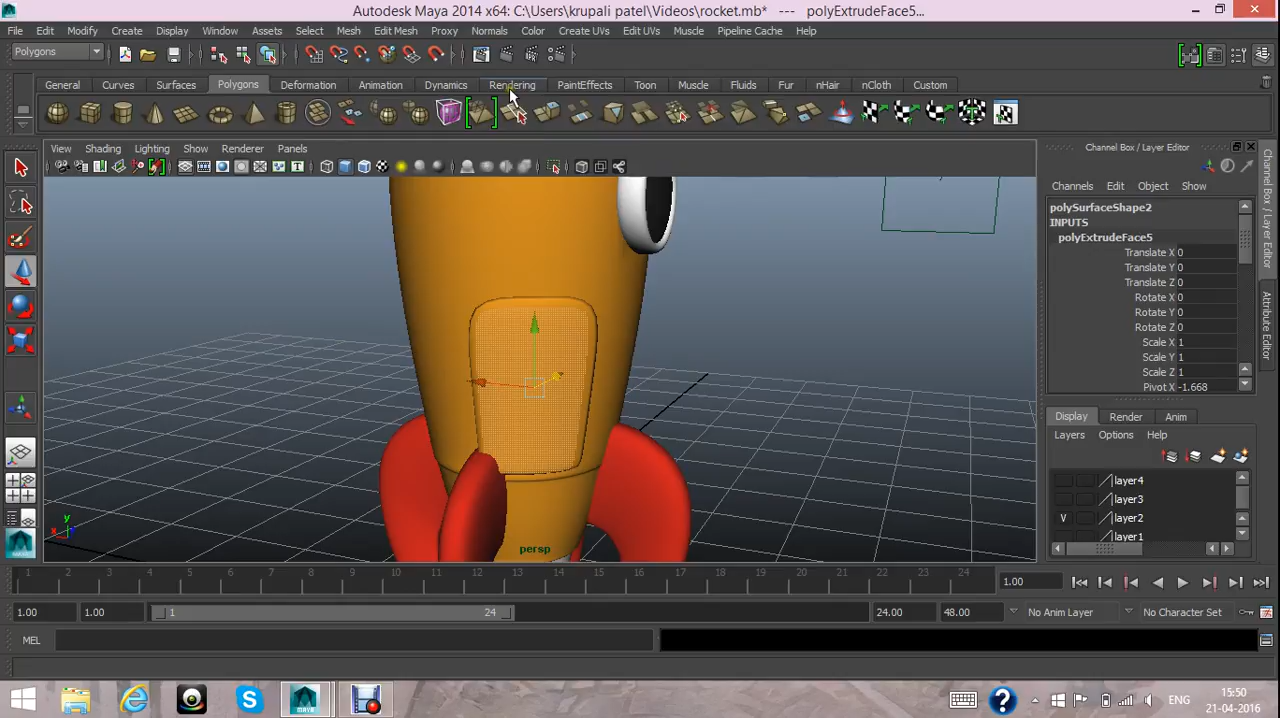 Autodesk Maya 2014 x64: C:\Users\krupali patel\Videos\rocket.mb* --- polyExtrudeFace5...
File Edit Modify Create Display Window Assets Select Mesh Edit Mesh Proxy Normals Color Create UVs Edit UVs Muscle Pipeline Cache Help
Polygons
General Curves Surfaces Polygons Deformation Animation Dynamics Rendering PaintEffects Toon Muscle Fluids Fur nHair nCloth Custom
View Shading Lighting Show Renderer Panels
Channel Box / Layer Editor
Channels Edit Object Show
polySurfaceShape2
INPUTS
polyExtrudeFace5
Translate X 0
Translate Y 0
Translate Z 0
Rotate X 0
Rotate Y 0
Rotate Z 0
Scale X 1
Scale Y 1
Scale Z 1
Pivot X -1.668
Display Render Anim
Layers Options Help
layer4
layer3
V layer2
layer1
Channel Box / Layer Editor
Attribute Editor
y
x
z
persp
1 2 3 4 5 6 7 8 9 10 11 12 13 14 15 16 17 18 19 20 21 22 23 24 1.00
1.00 1.00 1 24 24.00 48.00 No Anim Layer No Character Set
MEL
MAYA
ENG
15:50
21-04-2016